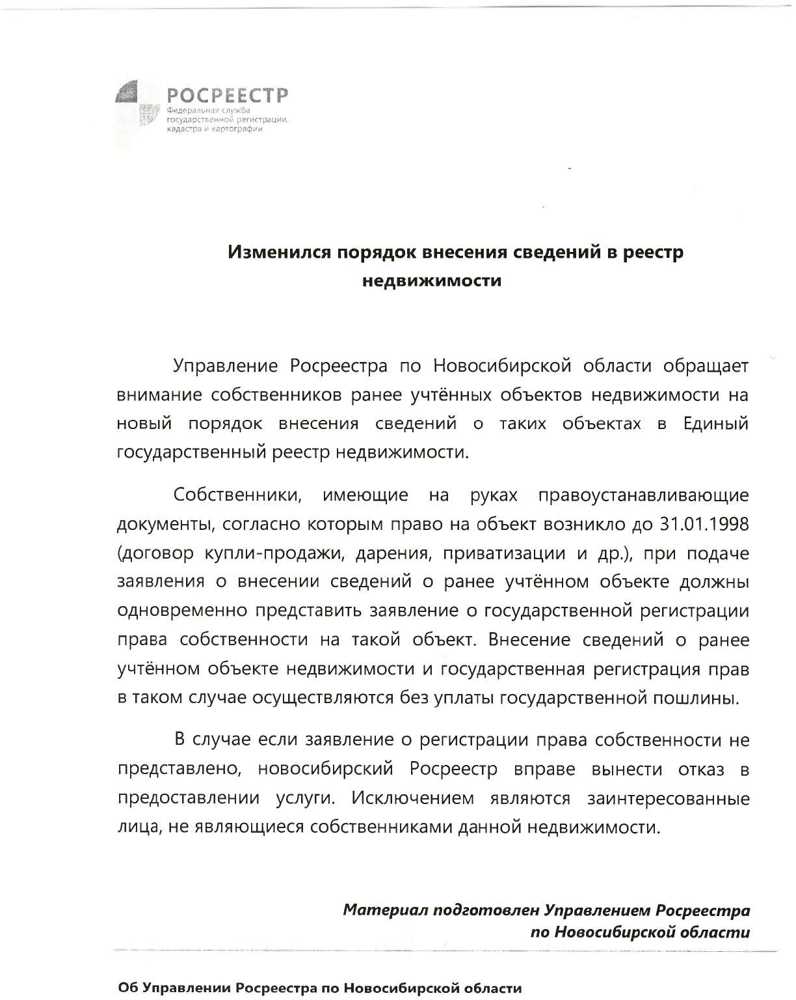 РОСРЕЕСТР
Федеральная служба
государственной регистрации,
кадастра и картографии
Изменился порядок внесения сведений в реестр
недвижимости
Управление Росреестра по Новосибирской области обращает
внимание собственников ранее учтённых объектов недвижимости на
новый порядок внесения сведений о таких объектах в Единый
государственный реестр недвижимости.
Собственники, имеющие на руках правоустанавливающие
документы, согласно которым право на объект возникло до 31.01.1998
(договор купли-продажи, дарения, приватизации и др.), при подаче
заявления о внесении сведений о ранее учтённом объекте должны
одновременно представить заявление о государственной регистрации
права собственности на такой объект. Внесение сведений о ранее
учтённом объекте недвижимости и государственная регистрация прав
в таком случае осуществляются без уплаты государственной пошлины.
В случае если заявление о регистрации права собственности не
представлено, новосибирский Росреестр вправе вынести отказ в
предоставлении услуги. Исключением являются заинтересованные
лица, не являющиеся собственниками данной недвижимости.
Материал подготовлен Управлением Росреестра
по Новосибирской области
Об Управлении Росреестра по Новосибирской области